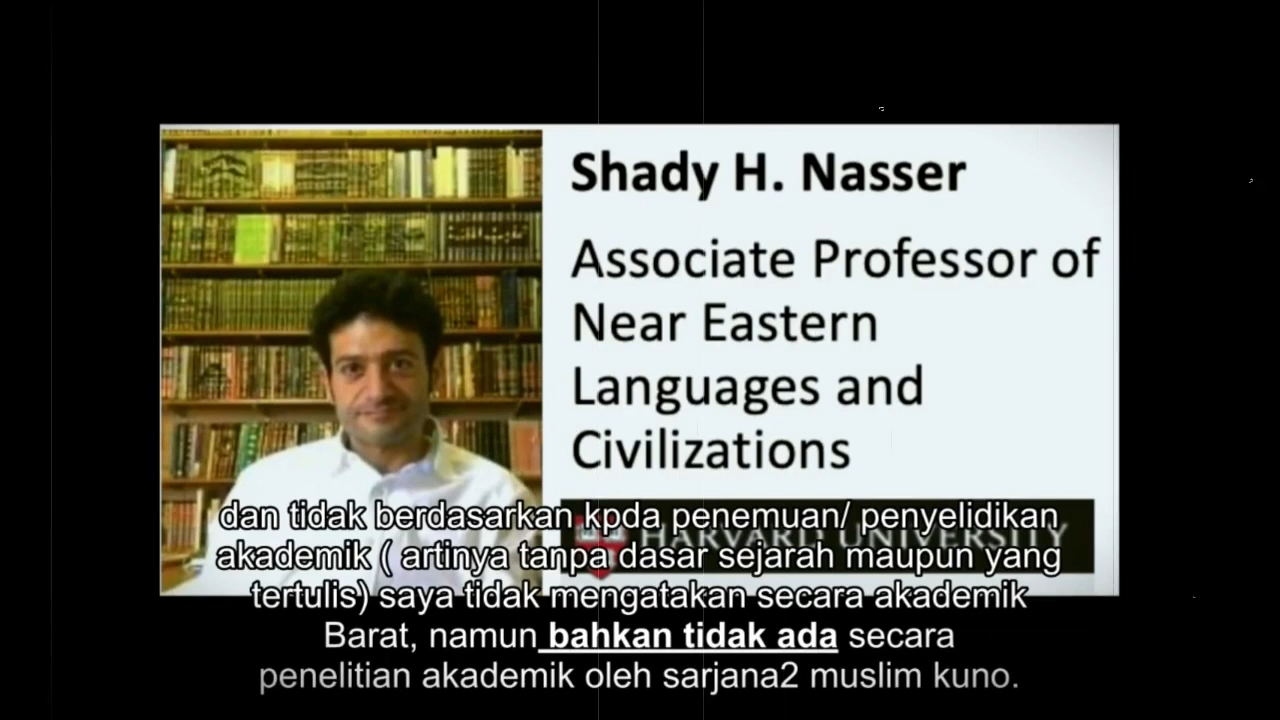 Shady H. Nasser
Associate Professor of
Near Eastern
Languages and
Civilizations
HARVARD UNIVERSITY
dan tidak berdasarkan kpda penemuan/ penyelidikan
akademik ( artinya tanpa dasar sejarah maupun yang
tertulis) saya tidak mengatakan secara akademik
Barat, namun bahkan tidak ada secara
penelitian akademik oleh sarjana2 muslim kuno.